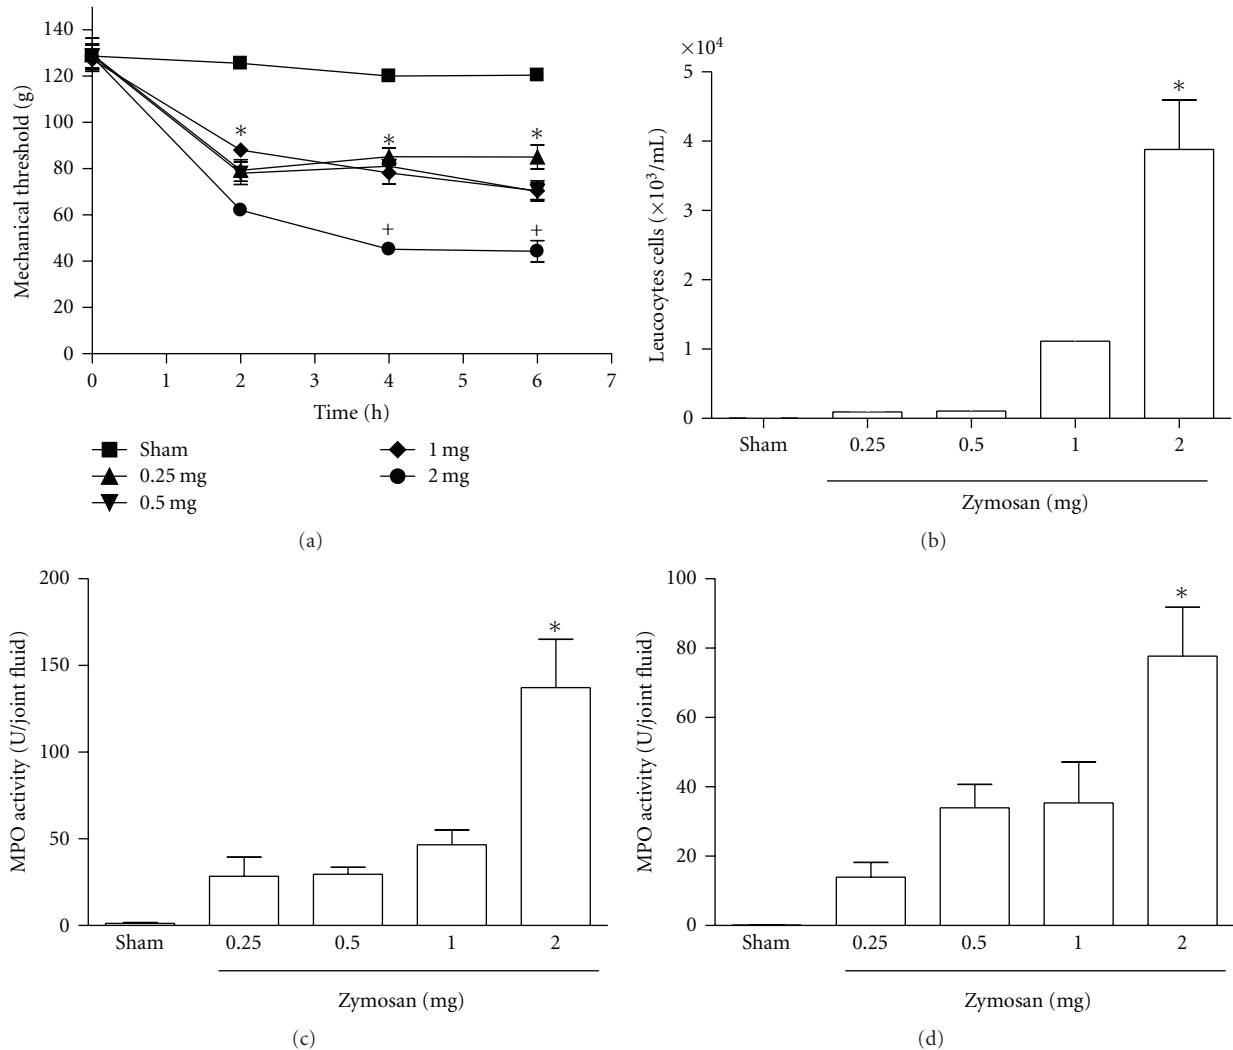 140
120
100
80
60
40
20
0
Mechanical threshold (g)
*
*
*
+
+
0 1 2 3 4 5 6 7
Time (h)
Sham
0.25 mg
0.5 mg
1 mg
2 mg
(a)
×10⁴
5
4
3
2
1
0
Leucocytes cells (×10³/mL)
*
Sham 0.25 0.5 1 2
Zymosan (mg)
(b)
200
150
100
50
0
MPO activity (U/joint fluid)
*
Sham 0.25 0.5 1 2
Zymosan (mg)
(c)
100
80
60
40
20
0
MPO activity (U/joint fluid)
*
Sham 0.25 0.5 1 2
Zymosan (mg)
(d)